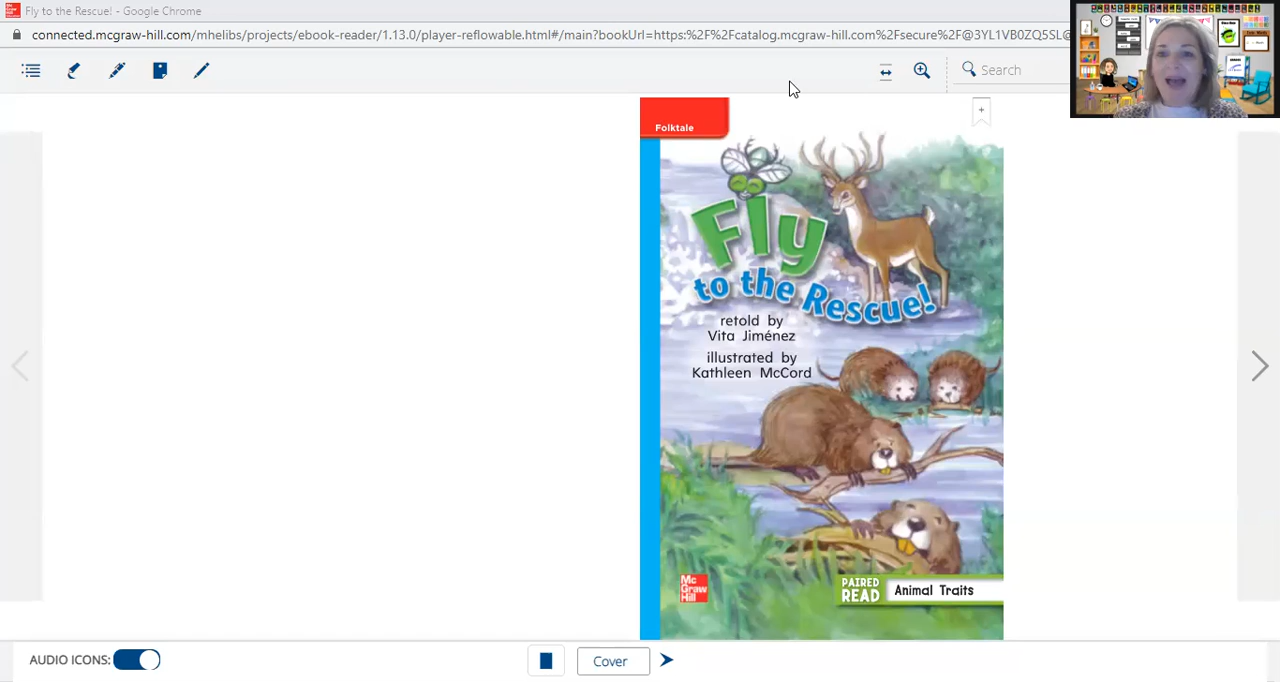 Fly to the Rescue! - Google Chrome
connected.mcgraw-hill.com/mhelibs/projects/ebook-reader/1.13.0/player-reflowable.html#/main?bookUrl=https:%2F%2Fcatalog.mcgraw-hill.com%2Fsecure%2F@3YL1VB0ZQ5SL@
Search
Folktale
Fly
to the Rescue!
retold by
Vita Jiménez
illustrated by
Kathleen McCord
Mc
Graw
Hill
PAIRED
READ
Animal Traits
AUDIO ICONS:
Cover